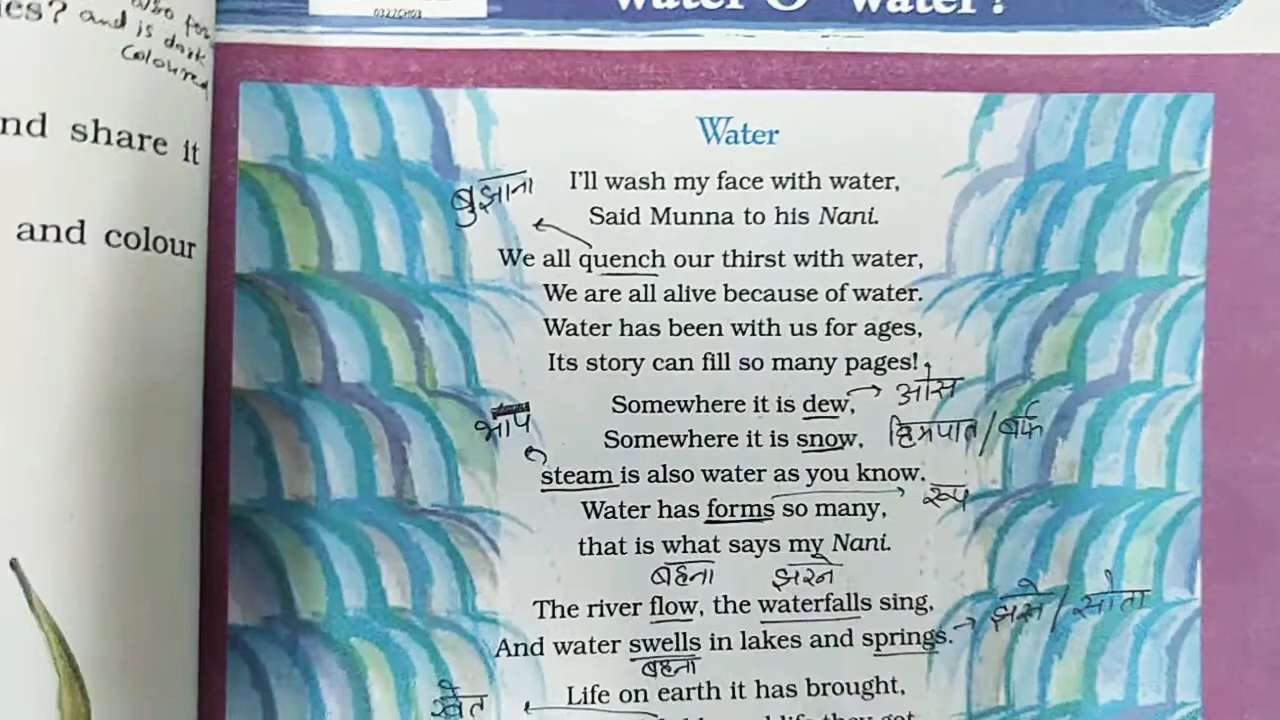 es? and is dark
also for
Coloured
nd share it
and colour
0327CH03
water O' water!
Water
I'll wash my face with water,
बुझाना
Said Munna to his Nani.
We all quench our thirst with water,
We are all alive because of water.
Water has been with us for ages,
Its story can fill so many pages!
Somewhere it is dew, → ओस
भाप
Somewhere it is snow, हिमपात/बर्फ
steam is also water as you know.
Water has forms so many, रूप
that is what says my Nani.
बहना झरने
The river flow, the waterfalls sing,
And water swells in lakes and springs. → झरने/सोता
बहना
Life on earth it has brought,
खेत